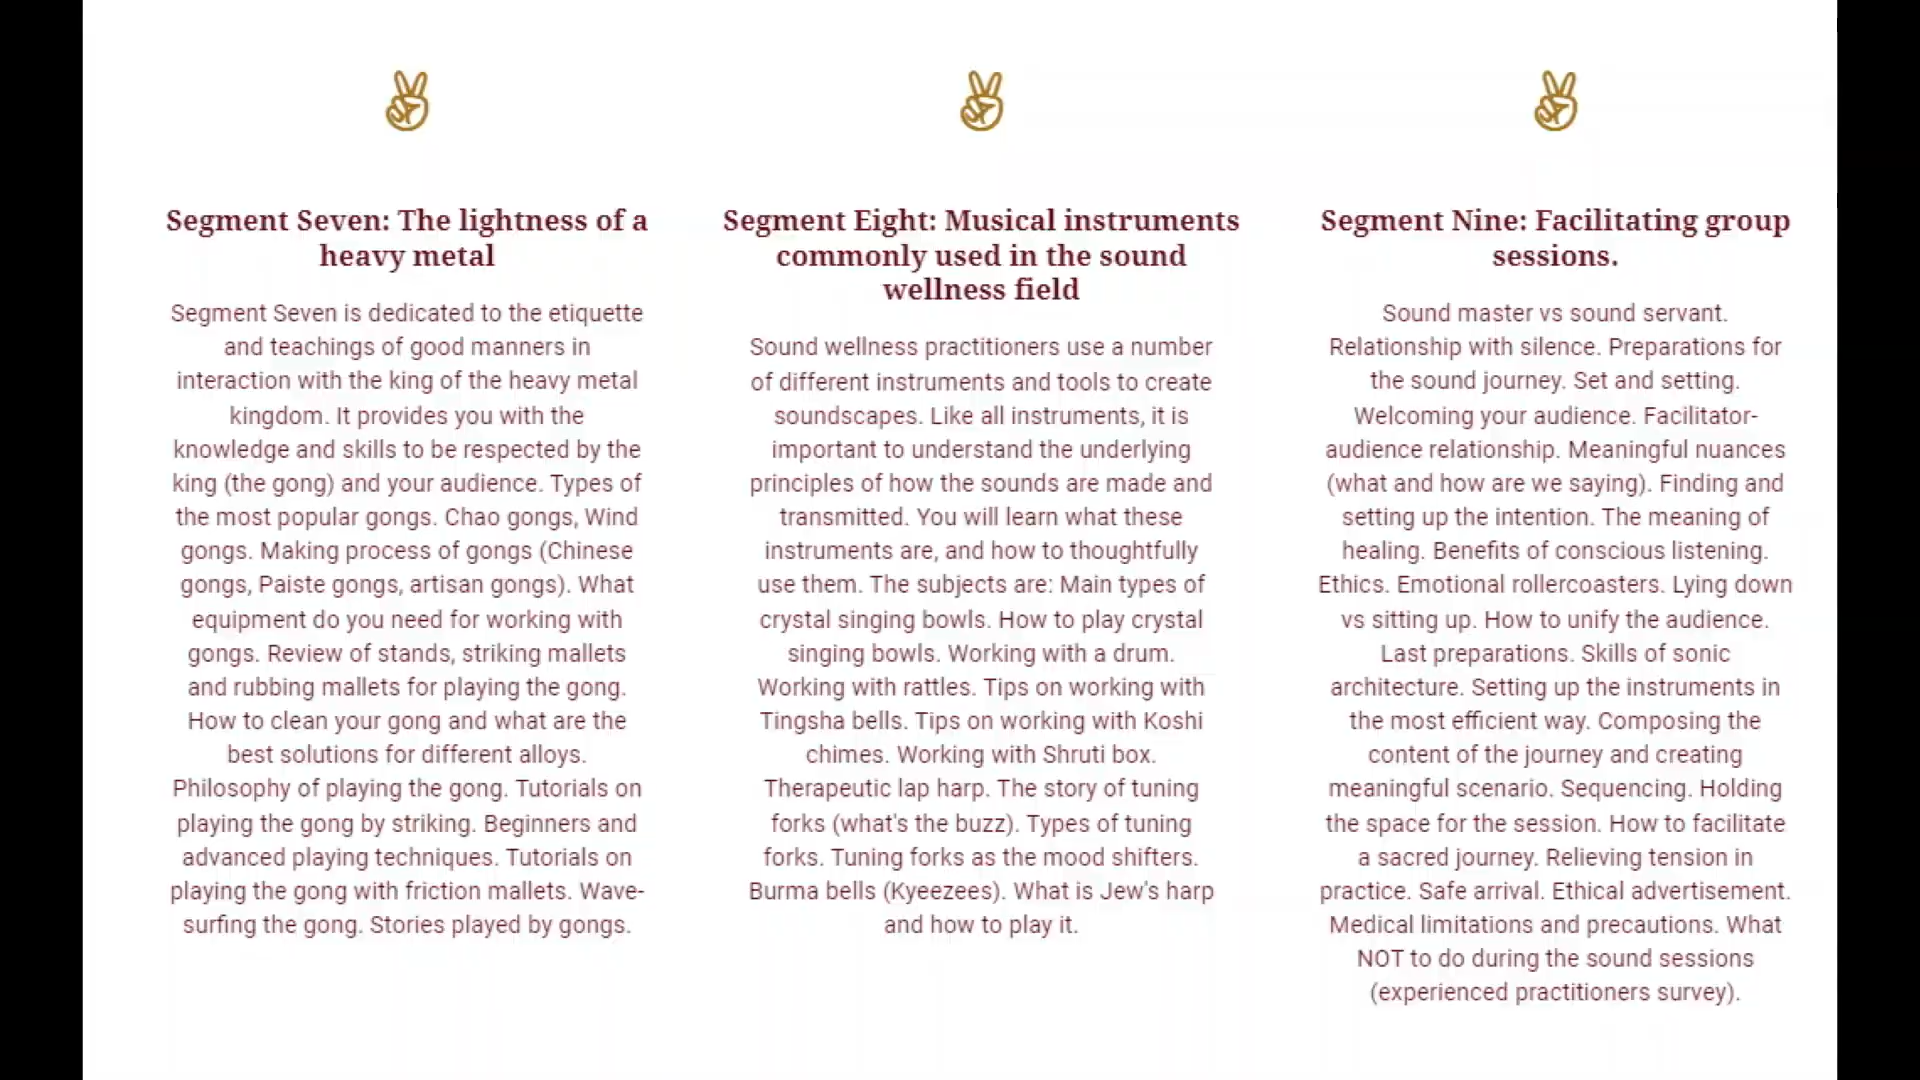 Segment Seven: The lightness of a
heavy metal
Segment Seven is dedicated to the etiquette
and teachings of good manners in
interaction with the king of the heavy metal
kingdom. It provides you with the
knowledge and skills to be respected by the
king (the gong) and your audience. Types of
the most popular gongs. Chao gongs, Wind
gongs. Making process of gongs (Chinese
gongs, Paiste gongs, artisan gongs). What
equipment do you need for working with
gongs. Review of stands, striking mallets
and rubbing mallets for playing the gong.
How to clean your gong and what are the
best solutions for different alloys.
Philosophy of playing the gong. Tutorials on
playing the gong by striking. Beginners and
advanced playing techniques. Tutorials on
playing the gong with friction mallets. Wave-
surfing the gong. Stories played by gongs.
Segment Eight: Musical instruments
commonly used in the sound
wellness field
Sound wellness practitioners use a number
of different instruments and tools to create
soundscapes. Like all instruments, it is
important to understand the underlying
principles of how the sounds are made and
transmitted. You will learn what these
instruments are, and how to thoughtfully
use them. The subjects are: Main types of
crystal singing bowls. How to play crystal
singing bowls. Working with a drum.
Working with rattles. Tips on working with
Tingsha bells. Tips on working with Koshi
chimes. Working with Shruti box.
Therapeutic lap harp. The story of tuning
forks (what's the buzz). Types of tuning
forks. Tuning forks as the mood shifters.
Burma bells (Kyeezees). What is Jew's harp
and how to play it.
Segment Nine: Facilitating group
sessions.
Sound master vs sound servant.
Relationship with silence. Preparations for
the sound journey. Set and setting.
Welcoming your audience. Facilitator-
audience relationship. Meaningful nuances
(what and how are we saying). Finding and
setting up the intention. The meaning of
healing. Benefits of conscious listening.
Ethics. Emotional rollercoasters. Lying down
vs sitting up. How to unify the audience.
Last preparations. Skills of sonic
architecture. Setting up the instruments in
the most efficient way. Composing the
content of the journey and creating
meaningful scenario. Sequencing. Holding
the space for the session. How to facilitate
a sacred journey. Relieving tension in
practice. Safe arrival. Ethical advertisement.
Medical limitations and precautions. What
NOT to do during the sound sessions
(experienced practitioners survey).